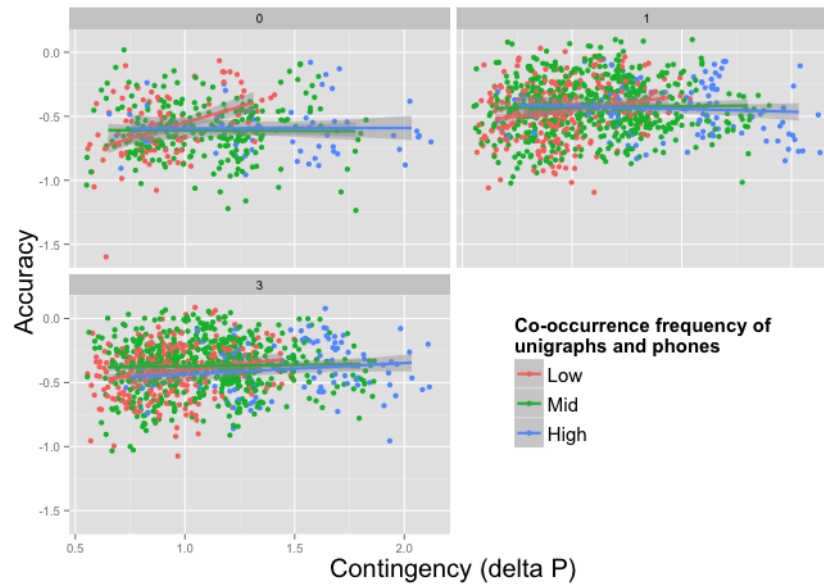 0
1
0.0
-0.5
-1.0
-1.5
3
0.0
-0.5
-1.0
-1.5
0.5
1.0
1.5
2.0
Accuracy
Contingency (delta P)
Co-occurrence frequency of
unigraphs and phones
Low
Mid
High